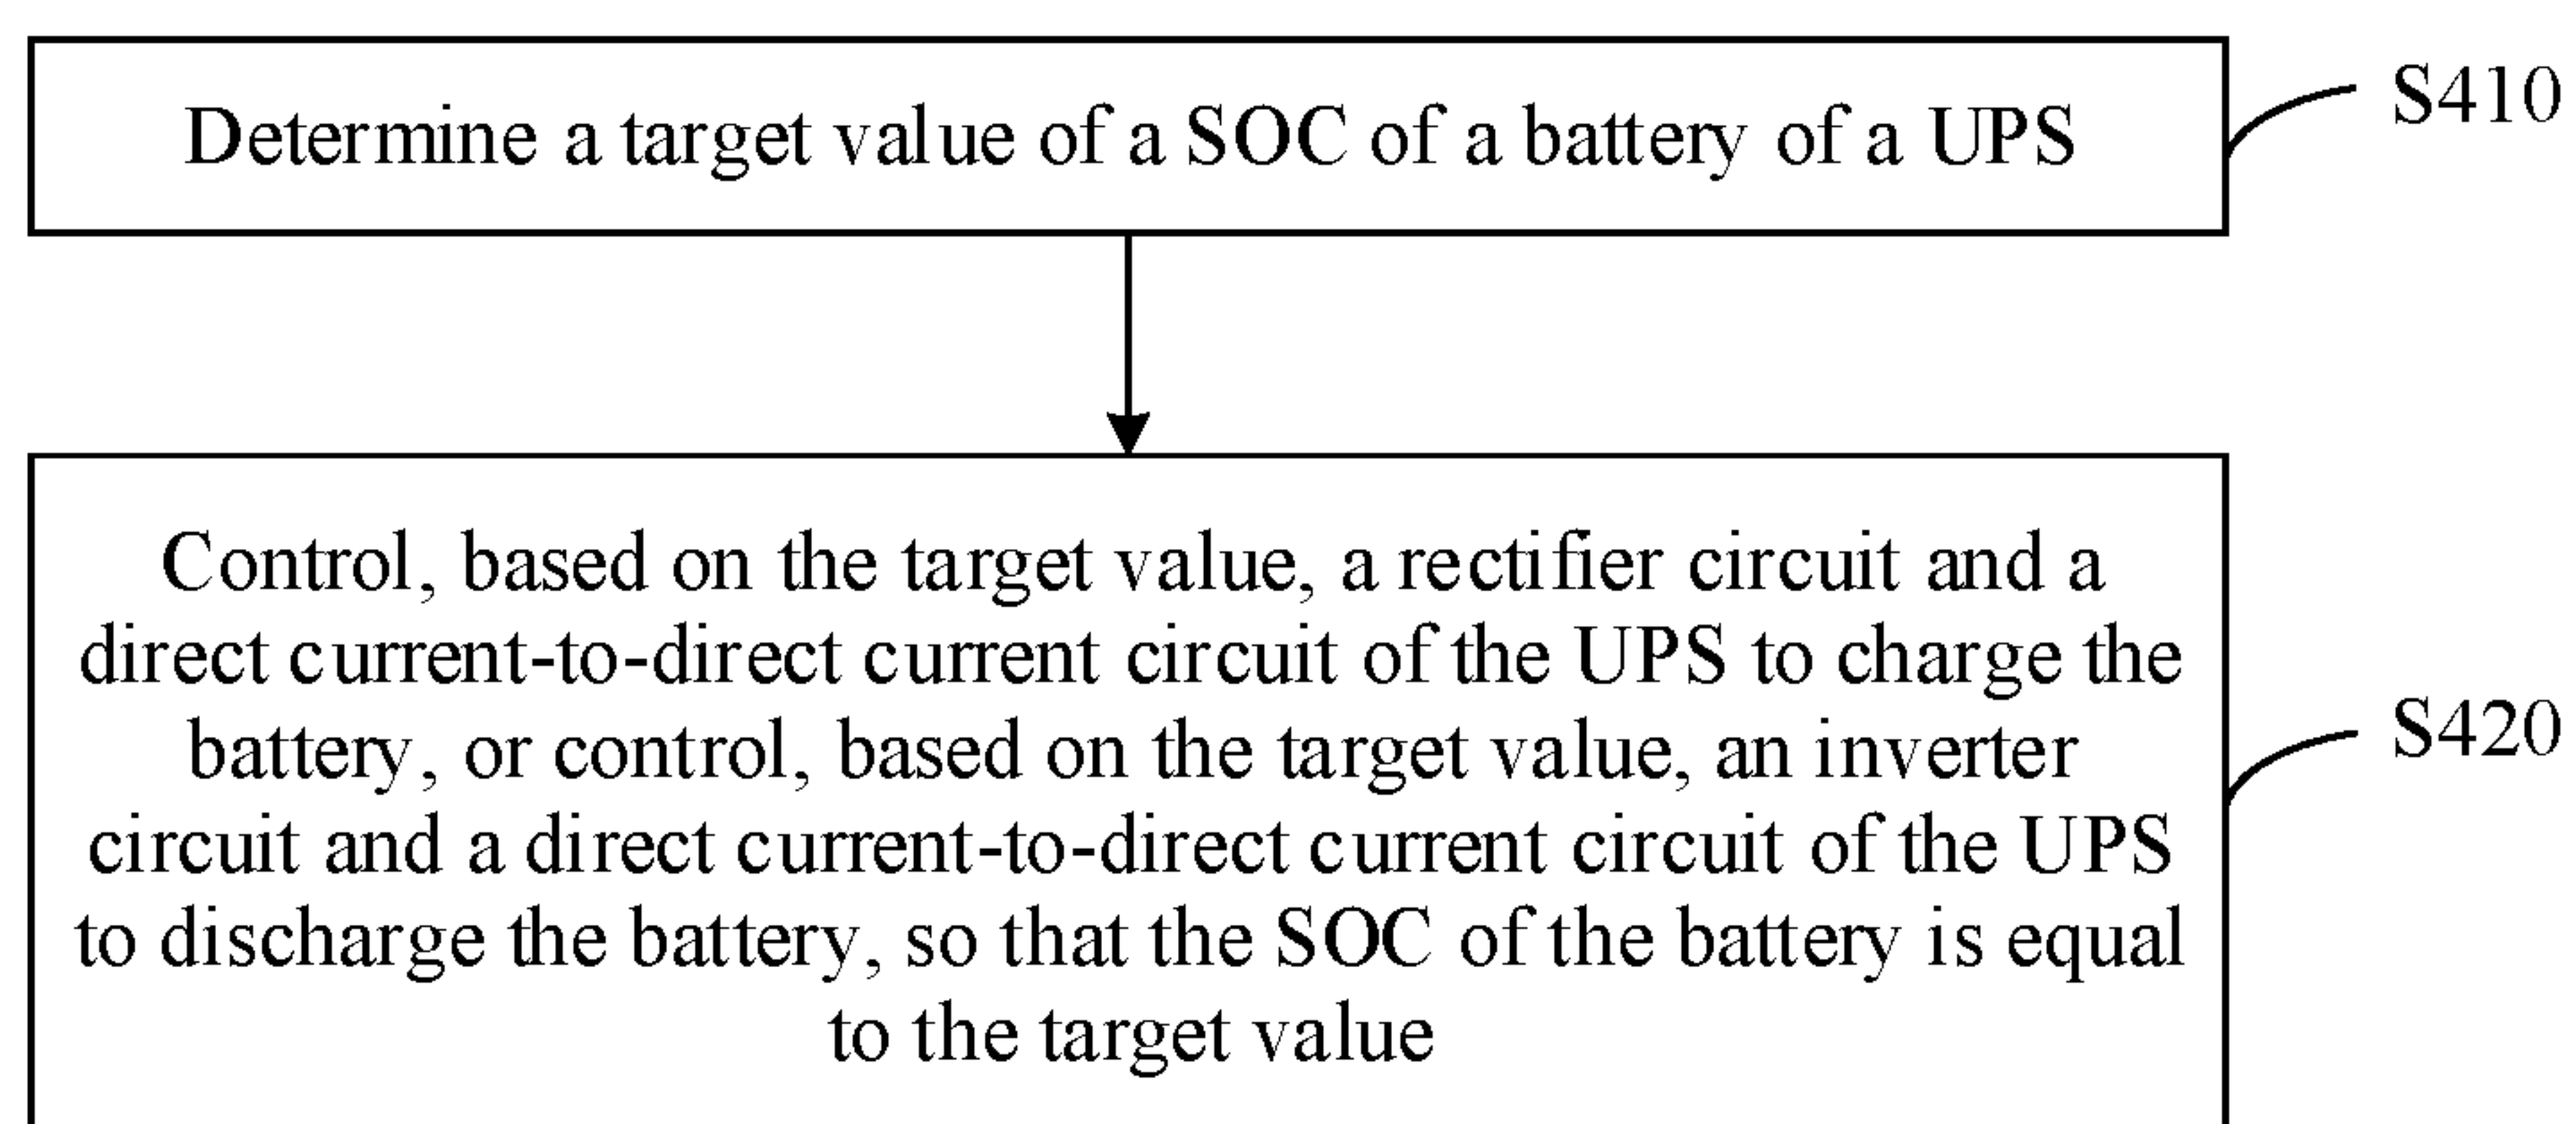 Determine a target value of a SOC of a battery of a UPS
S410
Control, based on the target value, a rectifier circuit and a
direct current-to-direct current circuit of the UPS to charge the
battery, or control, based on the target value, an inverter
circuit and a direct current-to-direct current circuit of the UPS
to discharge the battery, so that the SOC of the battery is equal
to the target value
S420